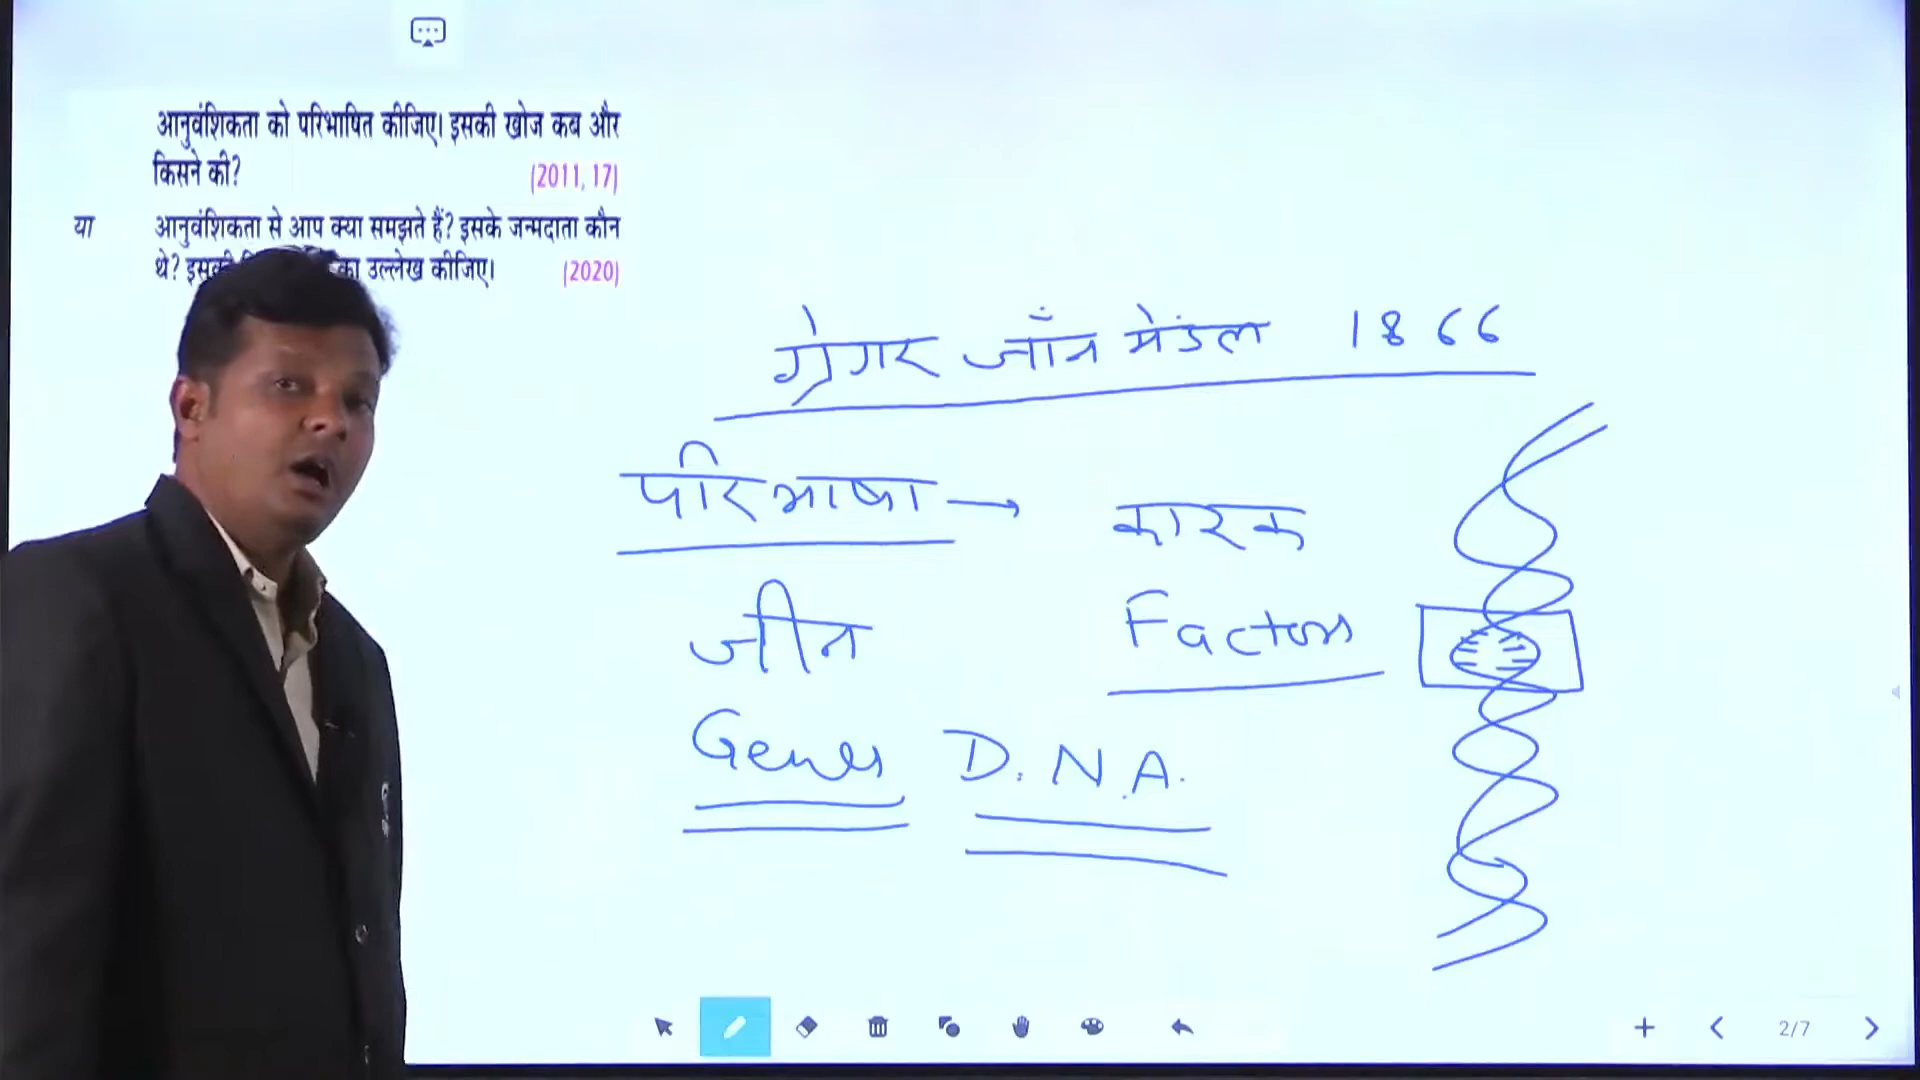 आनुवंशिकता को परिभाषित कीजिए। इसकी खोज कब और
किसने की? (2011, 17)
या आनुवंशिकता से आप क्या समझते हैं? इसके जन्मदाता कौन
थे? इसकी का उल्लेख कीजिए। (2020)
ग्रेगर जॉन मेंडल 1866
परिभाषा → कारक
जीन Factors
Genes D.N.A.
2/7